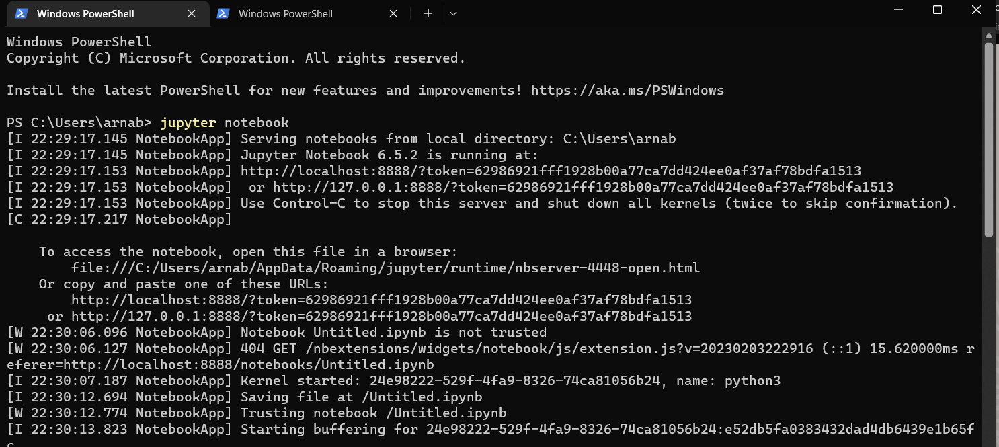 Windows PowerShell
Windows PowerShell
Windows PowerShell
Copyright (C) Microsoft Corporation. All rights reserved.
Install the latest PowerShell for new features and improvements! https://aka.ms/PSWindows
PS C:\Users\arnab> jupyter notebook
[I 22:29:17.145 NotebookApp] Serving notebooks from local directory: C:\Users\arnab
[I 22:29:17.145 NotebookApp] Jupyter Notebook 6.5.2 is running at:
[I 22:29:17.153 NotebookApp] http://localhost:8888/?token=62986921fff1928b00a77ca7dd424ee0af37af78bdfa1513
[I 22:29:17.153 NotebookApp]  or http://127.0.0.1:8888/?token=62986921fff1928b00a77ca7dd424ee0af37af78bdfa1513
[I 22:29:17.153 NotebookApp] Use Control-C to stop this server and shut down all kernels (twice to skip confirmation).
[C 22:29:17.217 NotebookApp]
To access the notebook, open this file in a browser:
file:///C:/Users/arnab/AppData/Roaming/jupyter/runtime/nbserver-4448-open.html
Or copy and paste one of these URLs:
http://localhost:8888/?token=62986921fff1928b00a77ca7dd424ee0af37af78bdfa1513
or http://127.0.0.1:8888/?token=62986921fff1928b00a77ca7dd424ee0af37af78bdfa1513
[W 22:30:06.096 NotebookApp] Notebook Untitled.ipynb is not trusted
[W 22:30:06.127 NotebookApp] 404 GET /nbextensions/widgets/notebook/js/extension.js?v=20230203222916 (::1) 15.620000ms r
eferer=http://localhost:8888/notebooks/Untitled.ipynb
[I 22:30:07.187 NotebookApp] Kernel started: 24e98222-529f-4fa9-8326-74ca81056b24, name: python3
[I 22:30:12.694 NotebookApp] Saving file at /Untitled.ipynb
[W 22:30:12.774 NotebookApp] Trusting notebook /Untitled.ipynb
[I 22:30:13.823 NotebookApp] Starting buffering for 24e98222-529f-4fa9-8326-74ca81056b24:e52db5fa0383432dad4db6439e1b65f